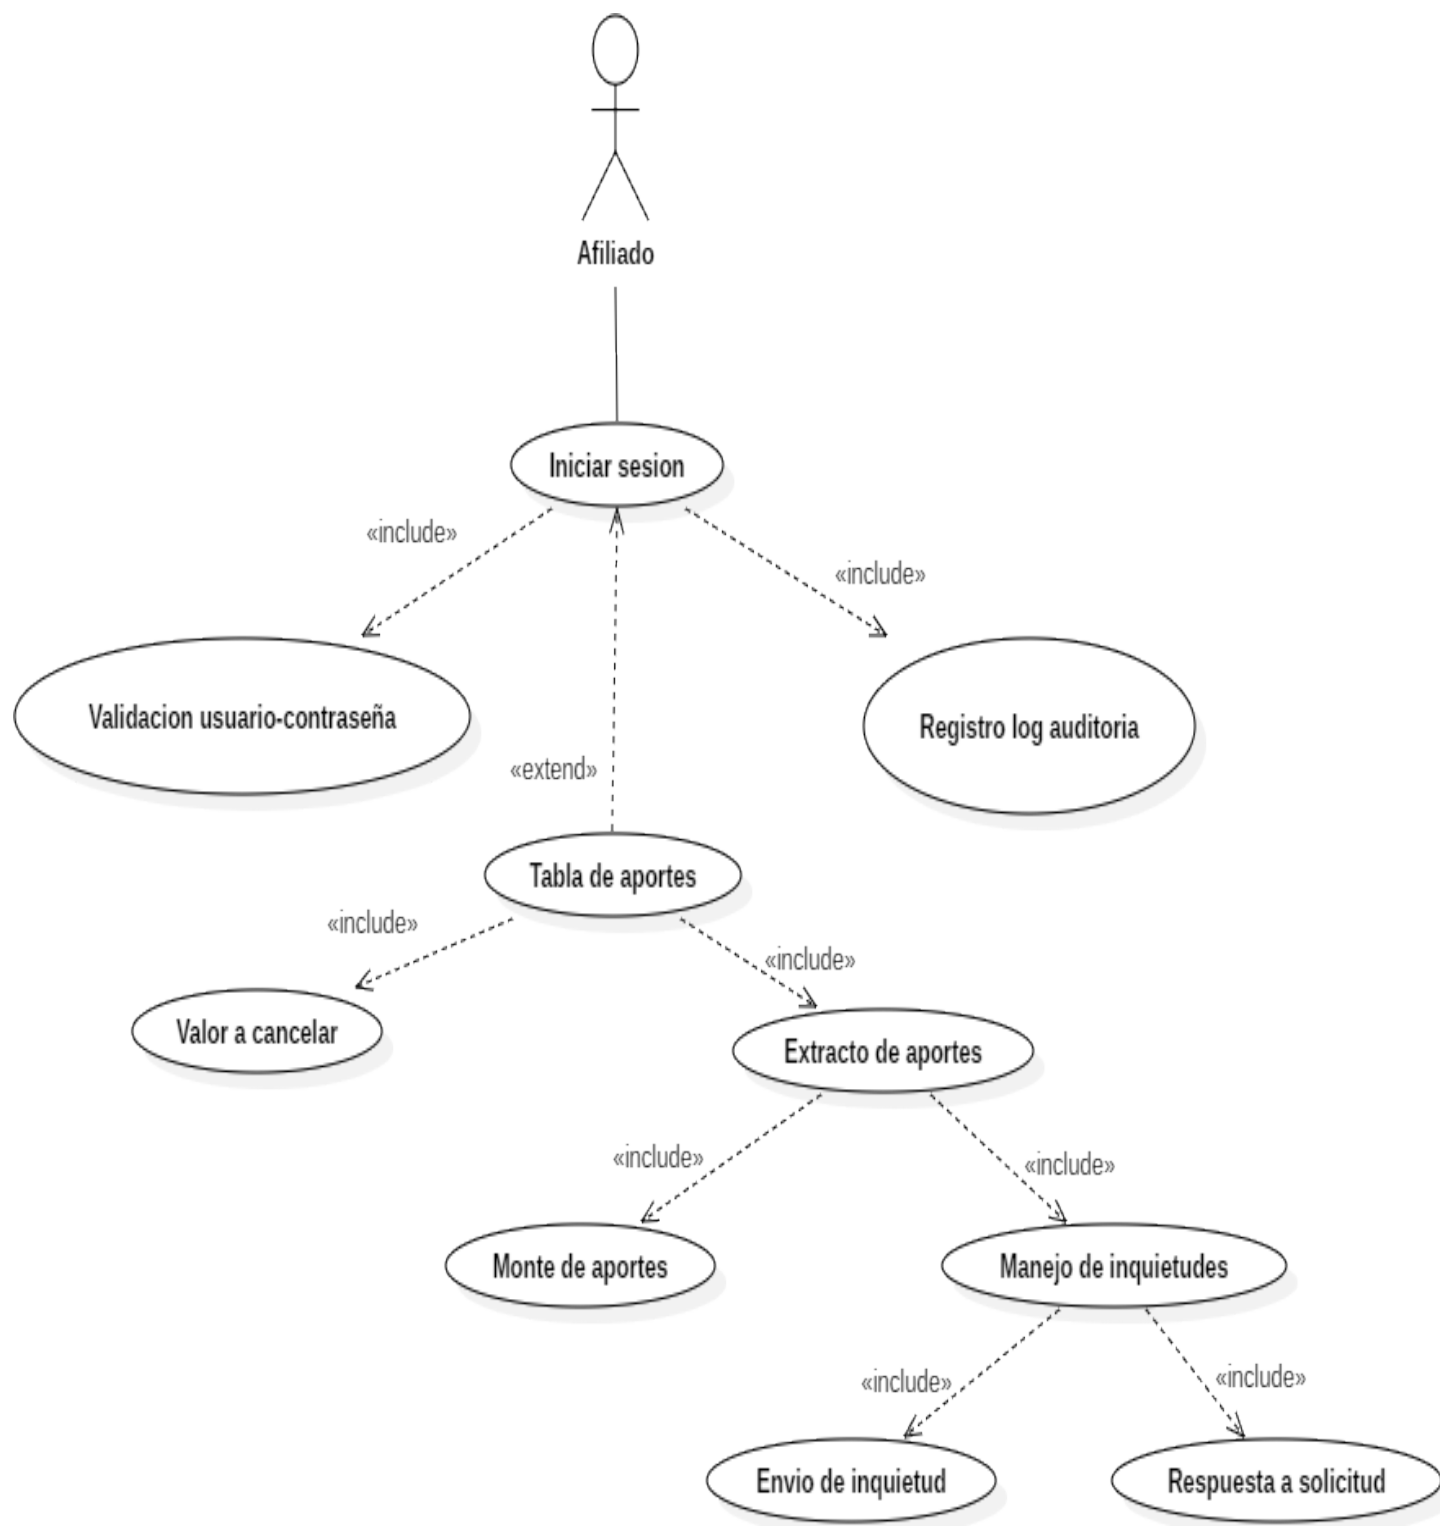 Afiliado
Iniciar sesion
«include»
«include»
Validacion usuario-contraseña
Registro log auditoria
«extend»
Tabla de aportes
«include»
«include»
Valor a cancelar
Extracto de aportes
«include»
«include»
Monte de aportes
Manejo de inquietudes
«include»
«include»
Envio de inquietud
Respuesta a solicitud